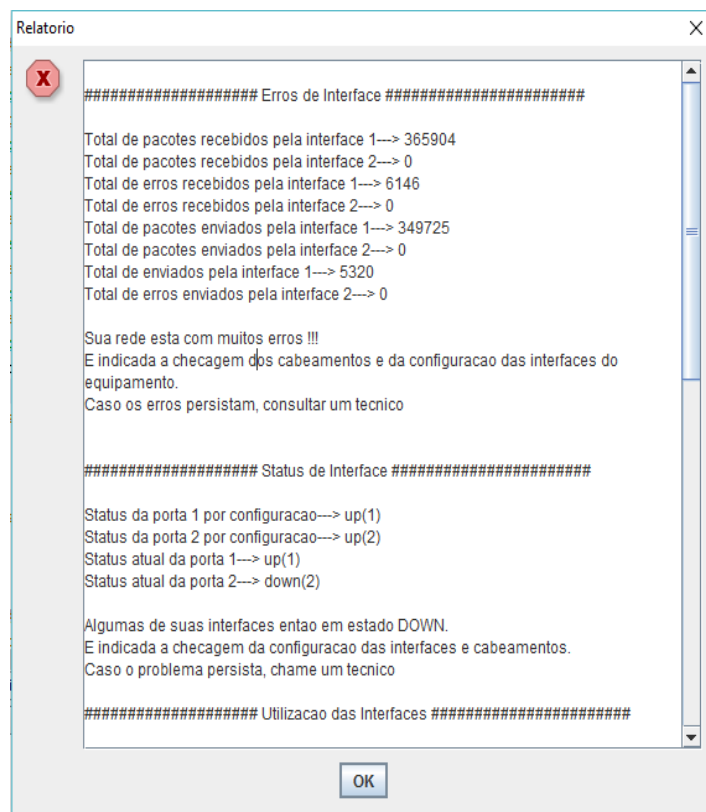 Relatorio
X
#################### Erros de Interface #######################
Total de pacotes recebidos pela interface 1---> 365904
Total de pacotes recebidos pela interface 2---> 0
Total de erros recebidos pela interface 1---> 6146
Total de erros recebidos pela interface 2---> 0
Total de pacotes enviados pela interface 1---> 349725
Total de pacotes enviados pela interface 2---> 0
Total de enviados pela interface 1---> 5320
Total de erros enviados pela interface 2---> 0
Sua rede esta com muitos erros !!!
E indicada a checagem dos cabeamentos e da configuracao das interfaces do
equipamento.
Caso os erros persistam, consultar um tecnico
#################### Status de Interface #######################
Status da porta 1 por configuracao---> up(1)
Status da porta 2 por configuracao---> up(2)
Status atual da porta 1---> up(1)
Status atual da porta 2---> down(2)
Algumas de suas interfaces entao em estado DOWN.
E indicada a checagem da configuracao das interfaces e cabeamentos.
Caso o problema persista, chame um tecnico
#################### Utilizacao das Interfaces #######################
OK